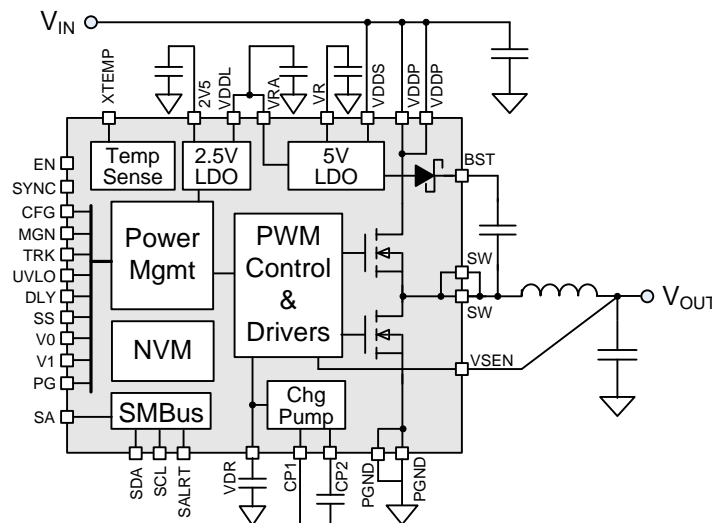 VIN
XTEMP
2V5
VDDL
VRA
VR
VDDS
VDDP
VDDP
EN
SYNC
CFG
MGN
TRK
UVLO
DLY
SS
V0
V1
PG
SA
Temp
Sense
2.5V
LDO
5V
LDO
BST
Power
Mgmt
PWM
Control
&
Drivers
SW
SW
VOUT
NVM
VSEN
Chg
Pump
SMBus
SDA
SCL
SALRT
VDR
CP1
CP2
PGND
PGND